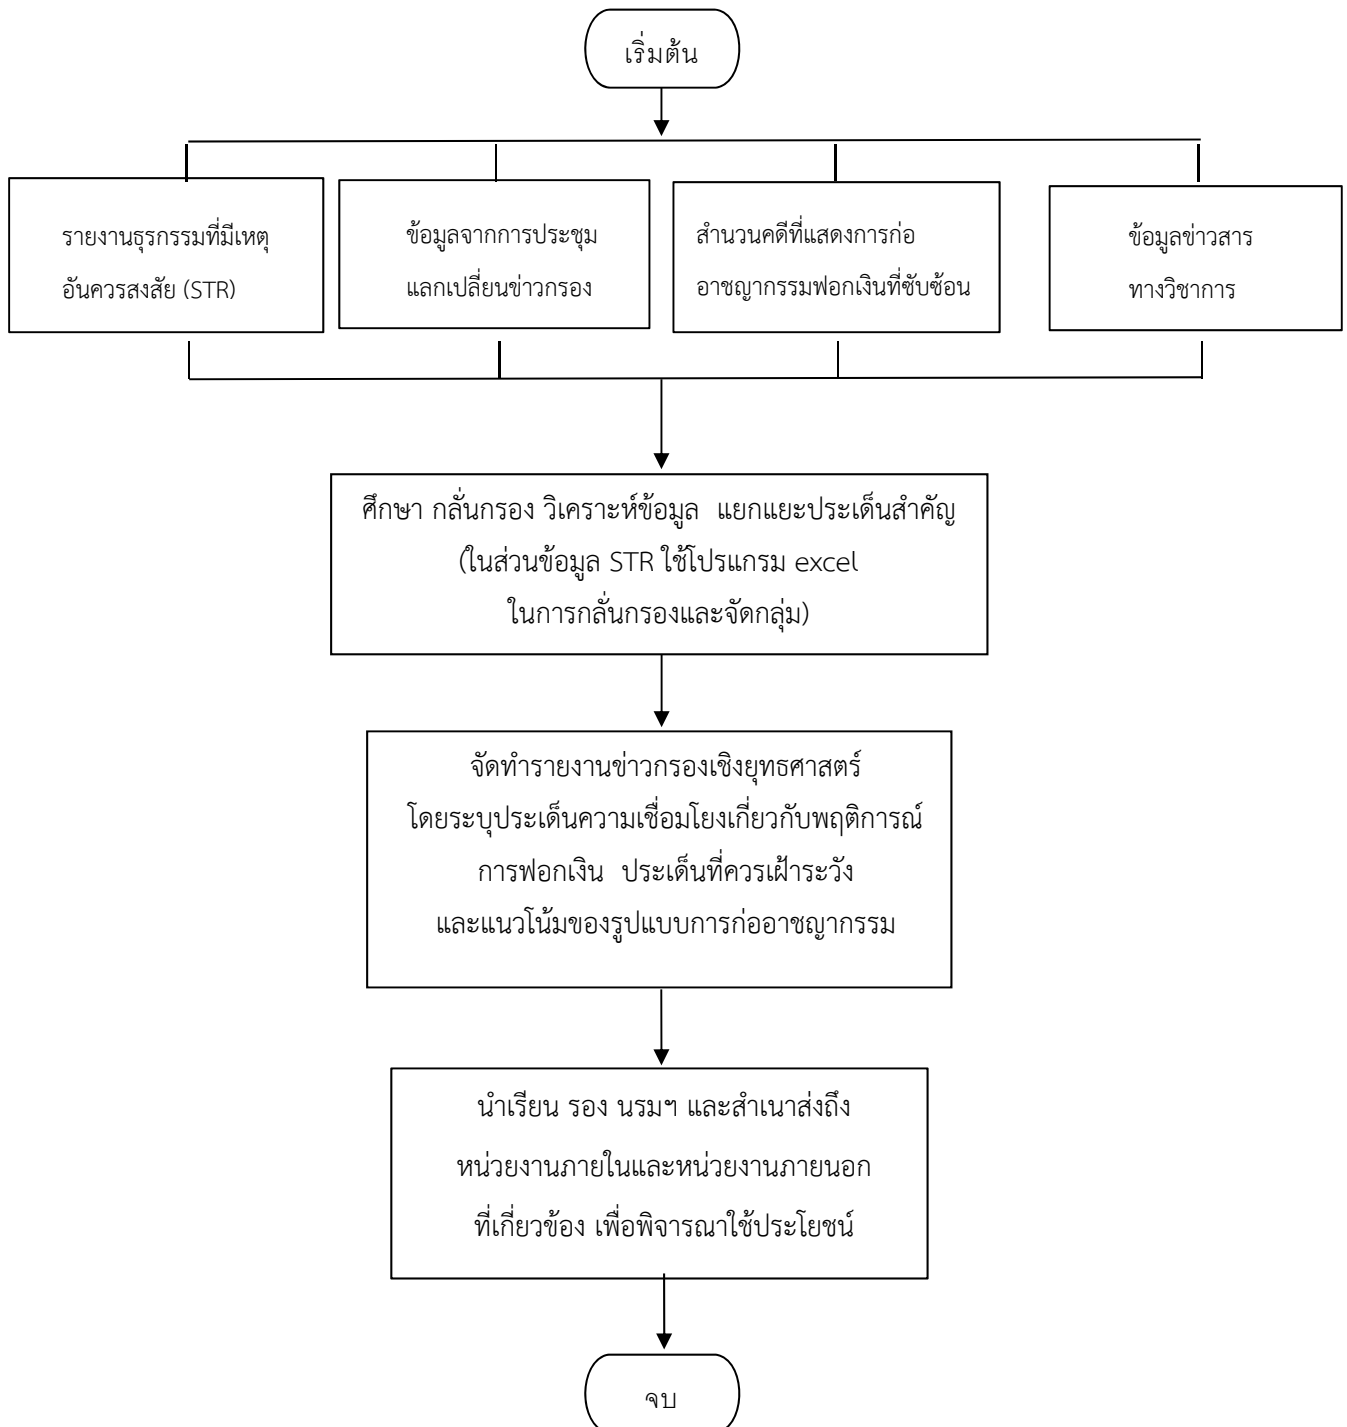 เริ่มต้น
รายงานธุรกรรมที่มีเหตุ
อันควรสงสัย (STR)
ข้อมูลจากการประชุม
แลกเปลี่ยนข่าวกรอง
สำนวนคดีที่แสดงการก่อ
อาชญากรรมฟอกเงินที่ซับซ้อน
ข้อมูลข่าวสาร
ทางวิชาการ
ศึกษา กลั่นกรอง วิเคราะห์ข้อมูล แยกแยะประเด็นสำคัญ
(ในส่วนข้อมูล STR ใช้โปรแกรม excel
ในการกลั่นกรองและจัดกลุ่ม)
จัดทำรายงานข่าวกรองเชิงยุทธศาสตร์
โดยระบุประเด็นความเชื่อมโยงเกี่ยวกับพฤติการณ์
การฟอกเงิน ประเด็นที่ควรเฝ้าระวัง
และแนวโน้มของรูปแบบการก่ออาชญากรรม
นำเรียน รอง นรมฯ และสำเนาส่งถึง
หน่วยงานภายในและหน่วยงานภายนอก
ที่เกี่ยวข้อง เพื่อพิจารณาใช้ประโยชน์
จบ